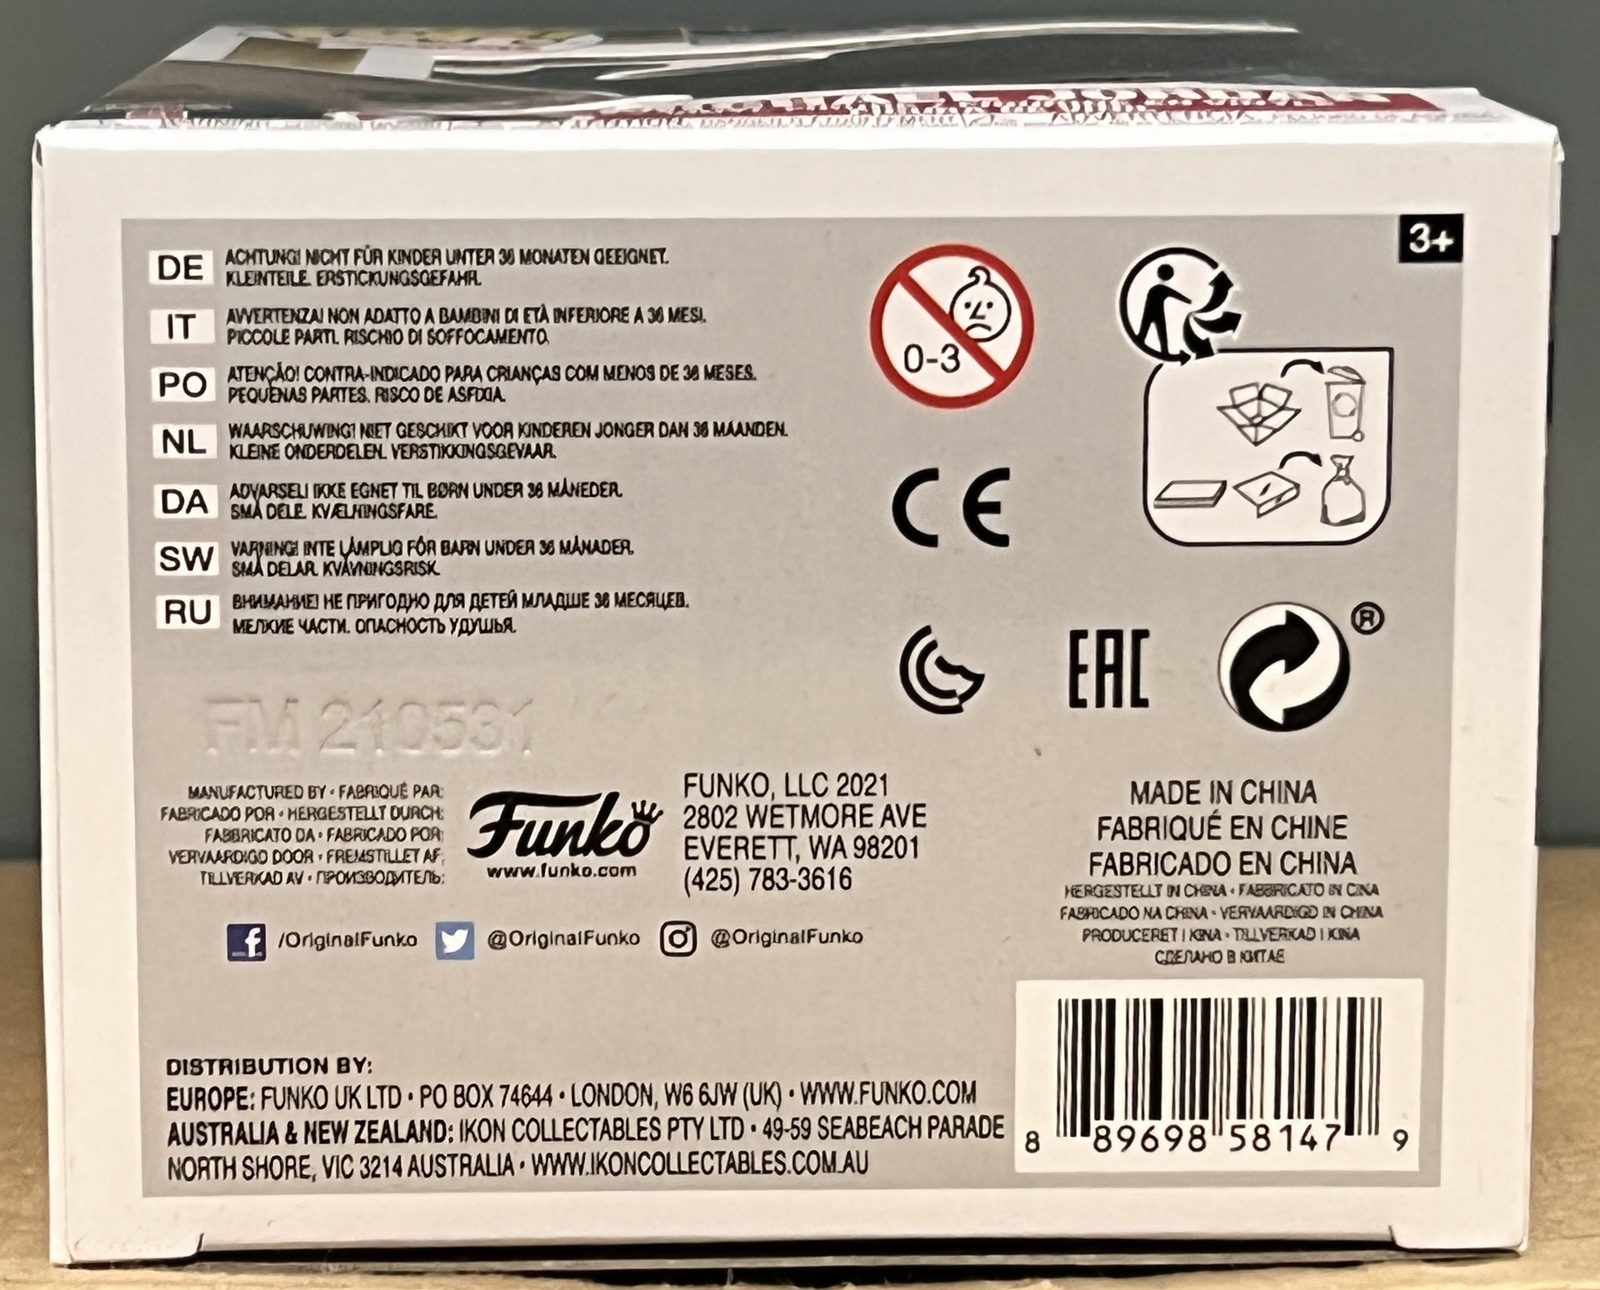 3+
DE ACHTUNG! NICHT FÜR KINDER UNTER 36 MONATEN GEEIGNET.
KLEINTEILE. ERSTICKUNGSGEFAHR.
IT AVVERTENZA! NON ADATTO A BAMBINI DI ETÀ INFERIORE A 36 MESI.
PICCOLE PARTI. RISCHIO DI SOFFOCAMENTO.
PO ATENÇÃO! CONTRA-INDICADO PARA CRIANÇAS COM MENOS DE 36 MESES.
PEQUENAS PARTES. RISCO DE ASFIXIA.
NL WAARSCHUWING! NIET GESCHIKT VOOR KINDEREN JONGER DAN 36 MAANDEN.
KLEINE ONDERDELEN. VERSTIKKINGSGEVAAR.
DA ADVARSEL! IKKE EGNET TIL BØRN UNDER 36 MÅNEDER.
SMÅ DELE. KVÆLNINGSFARE.
SW VARNING! INTE LÄMPLIG FÖR BARN UNDER 36 MÅNADER.
SMÅ DELAR. KVÄVNINGSRISK.
RU ВНИМАНИЕ! НЕ ПРИГОДНО ДЛЯ ДЕТЕЙ МЛАДШЕ 36 МЕСЯЦЕВ.
МЕЛКИЕ ЧАСТИ. ОПАСНОСТЬ УДУШЬЯ.
0-3
CE
EAC
®
FM 210531
MANUFACTURED BY • FABRIQUÉ PAR:
FABRICADO POR • HERGESTELLT DURCH:
FABBRICATO DA • FABRICADO POR:
VERVAARDIGD DOOR • FREMSTILLET AF:
TILLVERKAD AV • ПРОИЗВОДИТЕЛЬ:
Funko
www.funko.com
FUNKO, LLC 2021
2802 WETMORE AVE
EVERETT, WA 98201
(425) 783-3616
MADE IN CHINA
FABRIQUÉ EN CHINE
FABRICADO EN CHINA
HERGESTELLT IN CHINA • FABBRICATO IN CINA
FABRICADO NA CHINA • VERVAARDIGD IN CHINA
PRODUCERET I KINA • TILLVERKAD I KINA
СДЕЛАНО В КИТАЕ
f /OriginalFunko @OriginalFunko @OriginalFunko
DISTRIBUTION BY:
EUROPE: FUNKO UK LTD • PO BOX 74644 • LONDON, W6 6JW (UK) • WWW.FUNKO.COM
AUSTRALIA & NEW ZEALAND: IKON COLLECTABLES PTY LTD • 49-59 SEABEACH PARADE
NORTH SHORE, VIC 3214 AUSTRALIA • WWW.IKONCOLLECTABLES.COM.AU
8 89698 58147 9